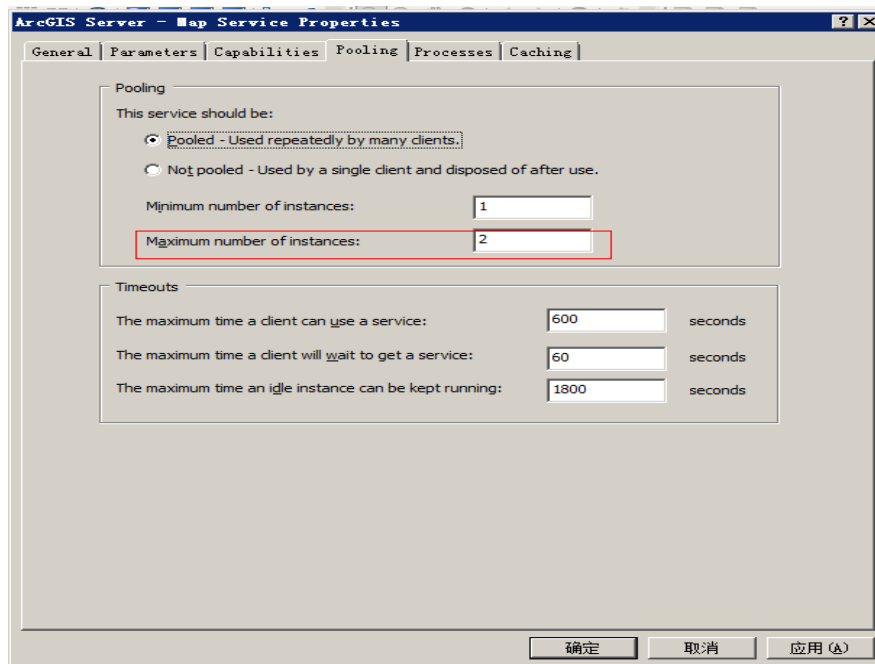 ArcGIS Server - Map Service Properties
General Parameters Capabilities Pooling Processes Caching
Pooling
This service should be:
Pooled - Used repeatedly by many clients.
Not pooled - Used by a single client and disposed of after use.
Minimum number of instances: 1
Maximum number of instances: 2
Timeouts
The maximum time a client can use a service: 600 seconds
The maximum time a client will wait to get a service: 60 seconds
The maximum time an idle instance can be kept running: 1800 seconds
确定 取消 应用(A)